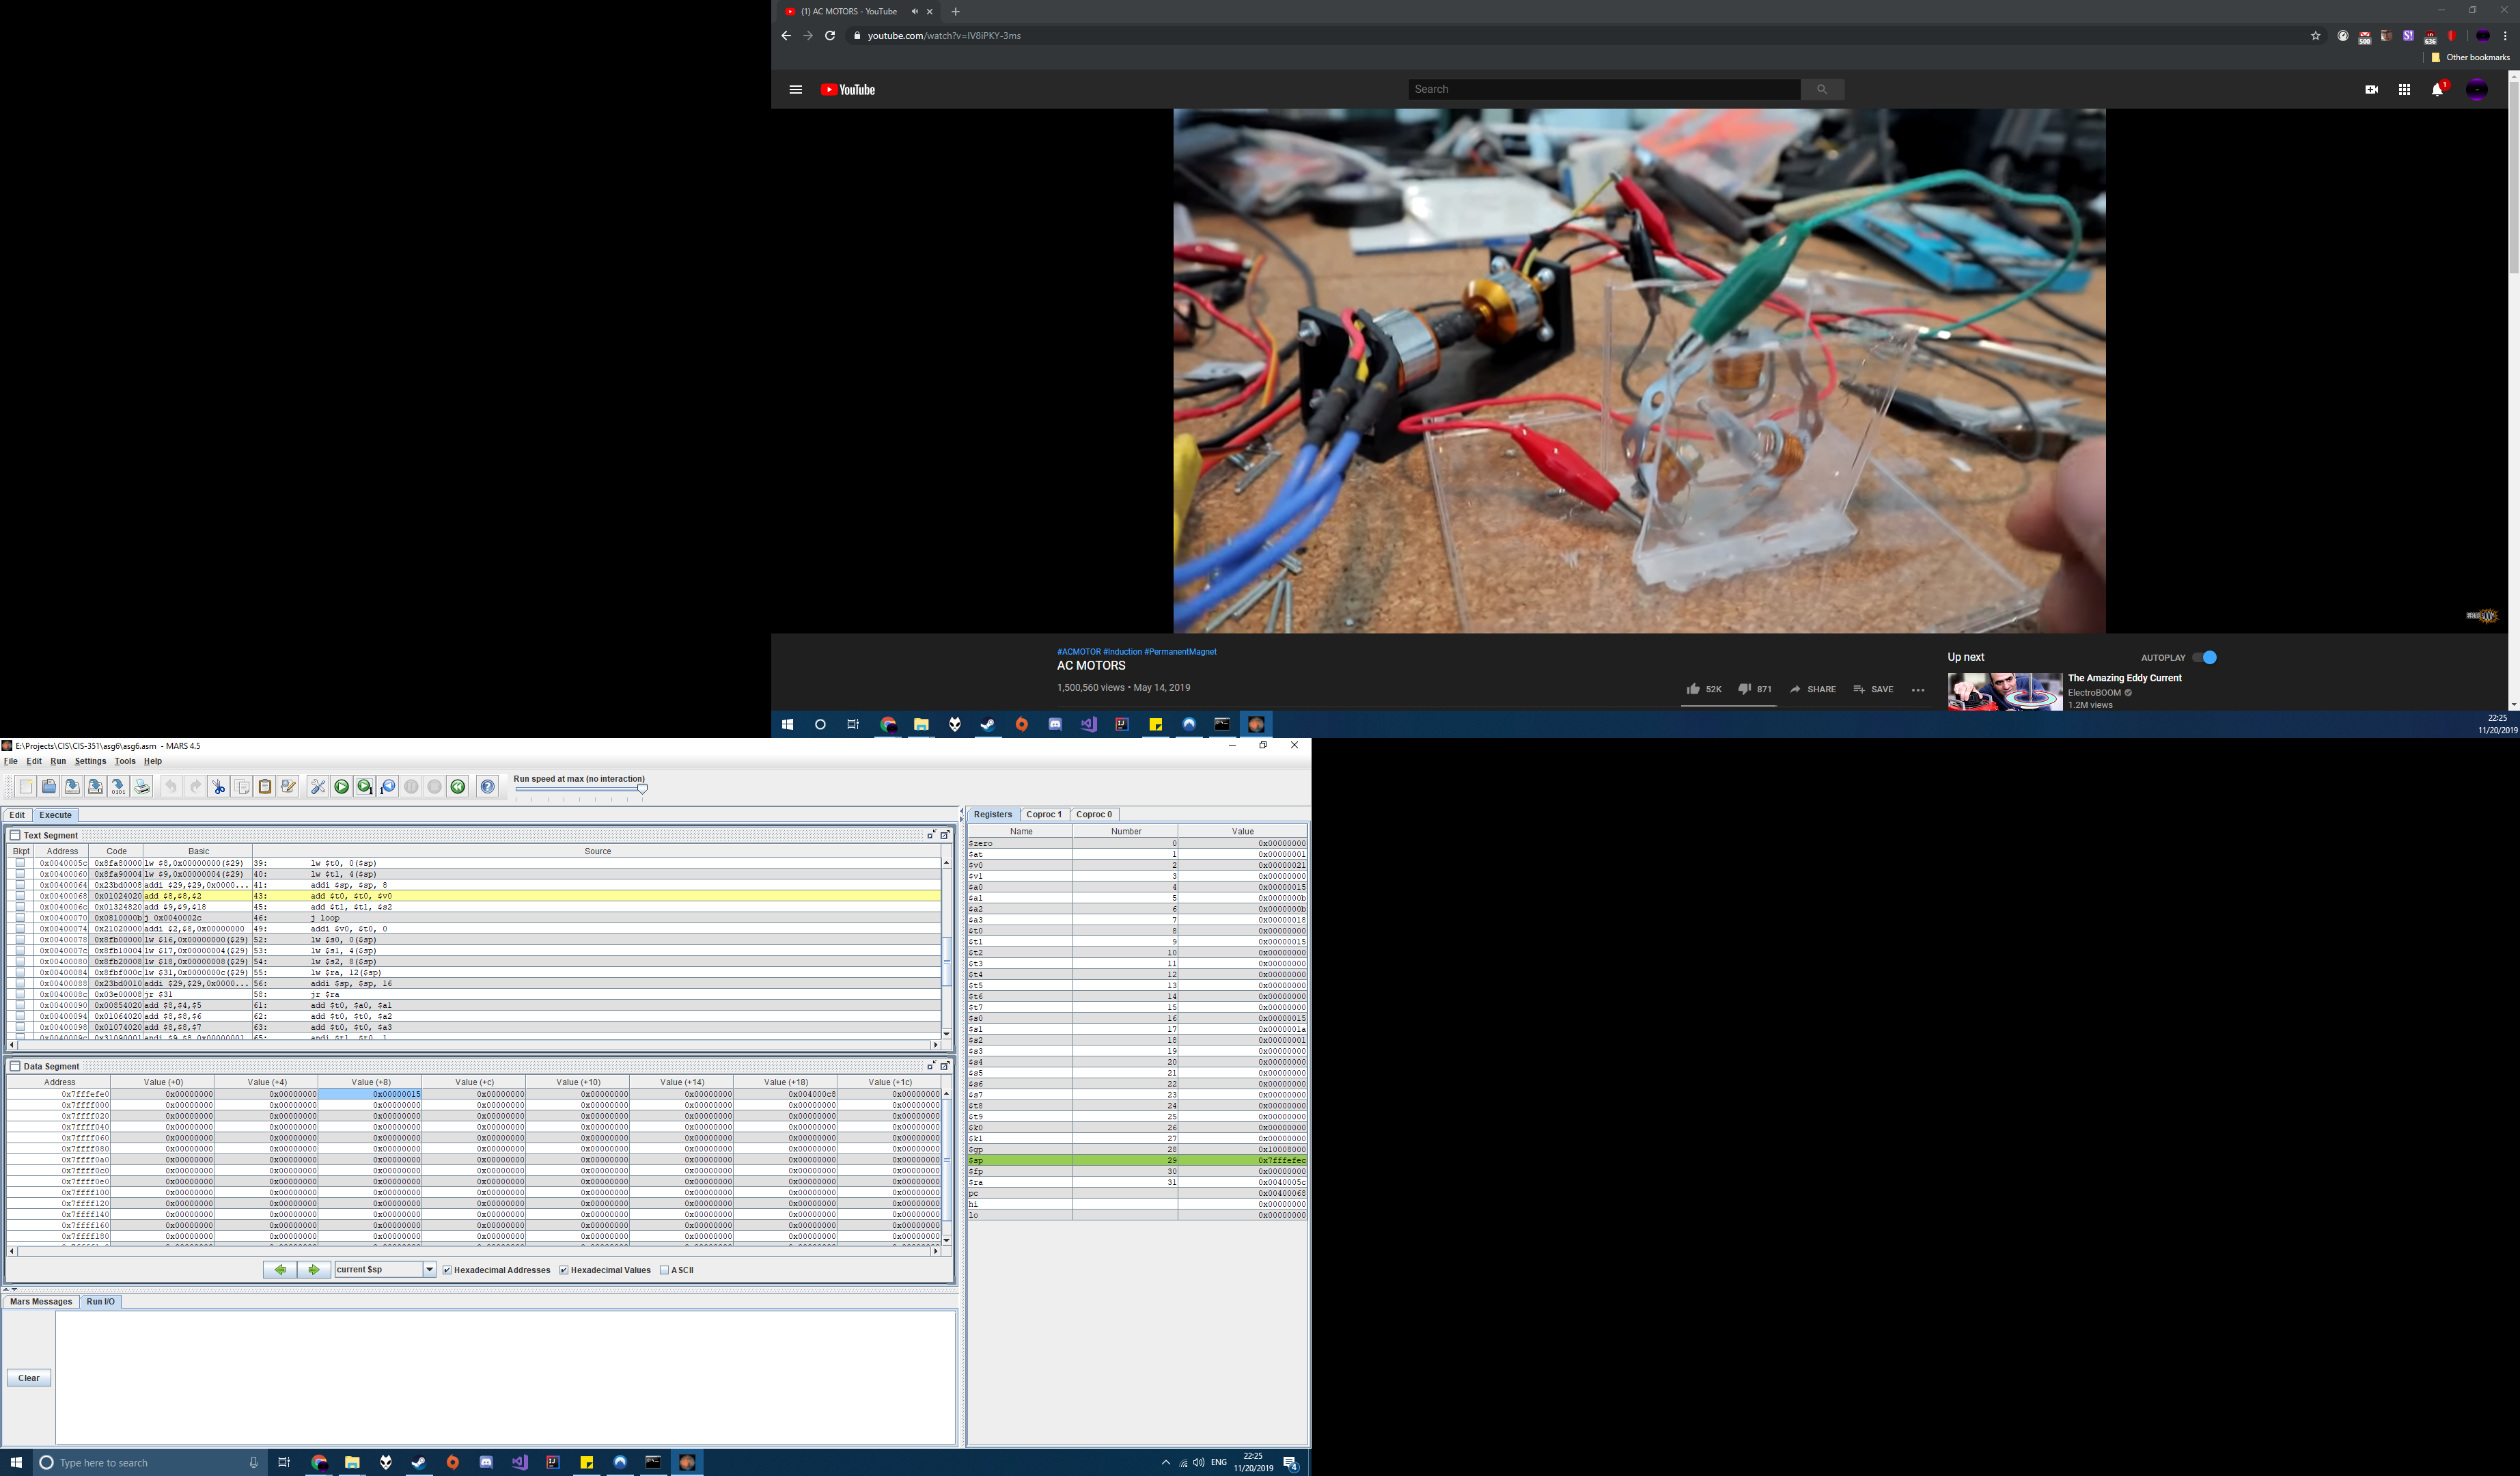 (1) AC MOTORS - YouTube
youtube.com/watch?v=IV8iPKY-3ms
500
S!
636
Other bookmarks
YouTube
Search
1
#ACMOTOR #Induction #PermanentMagnet
AC MOTORS
1,500,560 views • May 14, 2019
52K 871 SHARE SAVE
Up next AUTOPLAY
The Amazing Eddy Current
ElectroBOOM
1.2M views
22:25
11/20/2019
E:\Projects\CIS\CIS-351\asg6\asg6.asm - MARS 4.5
File Edit Run Settings Tools Help
Run speed at max (no interaction)
Edit Execute
Text Segment
Bkpt Address Code Basic Source
0x0040005c 0x8fa80000 lw $8,0x00000000($29) 39: lw $t0, 0($sp)
0x00400060 0x8fa90004 lw $9,0x00000004($29) 40: lw $t1, 4($sp)
0x00400064 0x23bd0008 addi $29,$29,0x0000... 41: addi $sp, $sp, 8
0x00400068 0x01024020 add $8,$8,$2 43: add $t0, $t0, $v0
0x0040006c 0x01324820 add $9,$9,$18 45: add $t1, $t1, $s2
0x00400070 0x0810000b j 0x0040002c 46: j loop
0x00400074 0x21020000 addi $2,$8,0x00000000 49: addi $v0, $t0, 0
0x00400078 0x8fb00000 lw $16,0x00000000($29) 52: lw $s0, 0($sp)
0x0040007c 0x8fb10004 lw $17,0x00000004($29) 53: lw $s1, 4($sp)
0x00400080 0x8fb20008 lw $18,0x00000008($29) 54: lw $s2, 8($sp)
0x00400084 0x8fbf000c lw $31,0x0000000c($29) 55: lw $ra, 12($sp)
0x00400088 0x23bd0010 addi $29,$29,0x0000... 56: addi $sp, $sp, 16
0x0040008c 0x03e00008 jr $31 58: jr $ra
0x00400090 0x00854020 add $8,$4,$5 61: add $t0, $a0, $a1
0x00400094 0x01064020 add $8,$8,$6 62: add $t0, $t0, $a2
0x00400098 0x01074020 add $8,$8,$7 63: add $t0, $t0, $a3
0x0040009c 0x31090001 andi $9,$8,0x00000001 65: andi $t1, $t0, 1
Data Segment
Address Value (+0) Value (+4) Value (+8) Value (+c) Value (+10) Value (+14) Value (+18) Value (+1c)
0x7fffefe0 0x00000000 0x00000000 0x00000015 0x00000000 0x00000000 0x00000000 0x004000c8 0x00000000
0x7ffff000 0x00000000 0x00000000 0x00000000 0x00000000 0x00000000 0x00000000 0x00000000 0x00000000
0x7ffff020 0x00000000 0x00000000 0x00000000 0x00000000 0x00000000 0x00000000 0x00000000 0x00000000
0x7ffff040 0x00000000 0x00000000 0x00000000 0x00000000 0x00000000 0x00000000 0x00000000 0x00000000
0x7ffff060 0x00000000 0x00000000 0x00000000 0x00000000 0x00000000 0x00000000 0x00000000 0x00000000
0x7ffff080 0x00000000 0x00000000 0x00000000 0x00000000 0x00000000 0x00000000 0x00000000 0x00000000
0x7ffff0a0 0x00000000 0x00000000 0x00000000 0x00000000 0x00000000 0x00000000 0x00000000 0x00000000
0x7ffff0c0 0x00000000 0x00000000 0x00000000 0x00000000 0x00000000 0x00000000 0x00000000 0x00000000
0x7ffff0e0 0x00000000 0x00000000 0x00000000 0x00000000 0x00000000 0x00000000 0x00000000 0x00000000
0x7ffff100 0x00000000 0x00000000 0x00000000 0x00000000 0x00000000 0x00000000 0x00000000 0x00000000
0x7ffff120 0x00000000 0x00000000 0x00000000 0x00000000 0x00000000 0x00000000 0x00000000 0x00000000
0x7ffff140 0x00000000 0x00000000 0x00000000 0x00000000 0x00000000 0x00000000 0x00000000 0x00000000
0x7ffff160 0x00000000 0x00000000 0x00000000 0x00000000 0x00000000 0x00000000 0x00000000 0x00000000
0x7ffff180 0x00000000 0x00000000 0x00000000 0x00000000 0x00000000 0x00000000 0x00000000 0x00000000
current $sp Hexadecimal Addresses Hexadecimal Values ASCII
Mars Messages Run I/O
Clear
Registers Coproc 1 Coproc 0
Name Number Value
$zero 0 0x00000000
$at 1 0x00000001
$v0 2 0x00000021
$v1 3 0x00000000
$a0 4 0x00000015
$a1 5 0x0000000b
$a2 6 0x0000000b
$a3 7 0x00000018
$t0 8 0x00000000
$t1 9 0x00000015
$t2 10 0x00000000
$t3 11 0x00000000
$t4 12 0x00000000
$t5 13 0x00000000
$t6 14 0x00000000
$t7 15 0x00000000
$s0 16 0x00000015
$s1 17 0x0000001a
$s2 18 0x00000001
$s3 19 0x00000000
$s4 20 0x00000000
$s5 21 0x00000000
$s6 22 0x00000000
$s7 23 0x00000000
$t8 24 0x00000000
$t9 25 0x00000000
$k0 26 0x00000000
$k1 27 0x00000000
$gp 28 0x10008000
$sp 29 0x7fffefec
$fp 30 0x00000000
$ra 31 0x0040005c
pc 0x00400068
hi 0x00000000
lo 0x00000000
Type here to search
ENG
22:25
11/20/2019
4